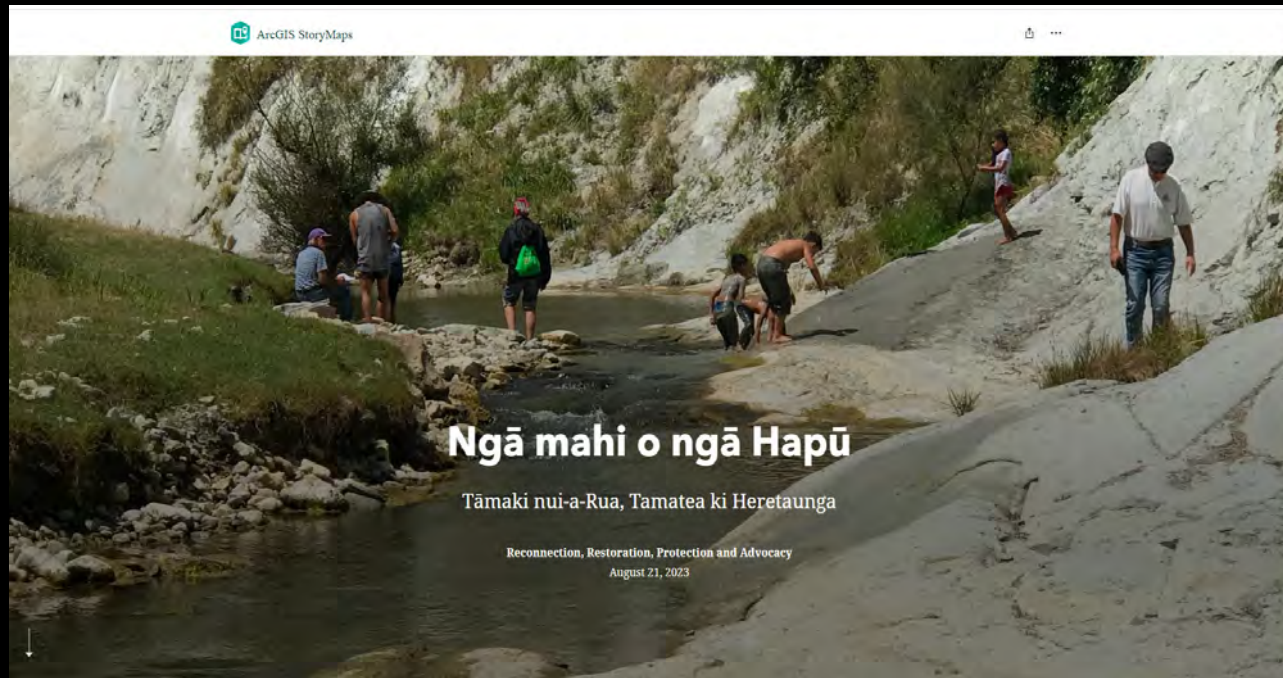 ArcGIS StoryMaps
Ngā mahi o ngā Hapū
Tāmaki nui-a-Rua, Tamatea ki Heretaunga
Reconnection, Restoration, Protection and Advocacy
August 21, 2023